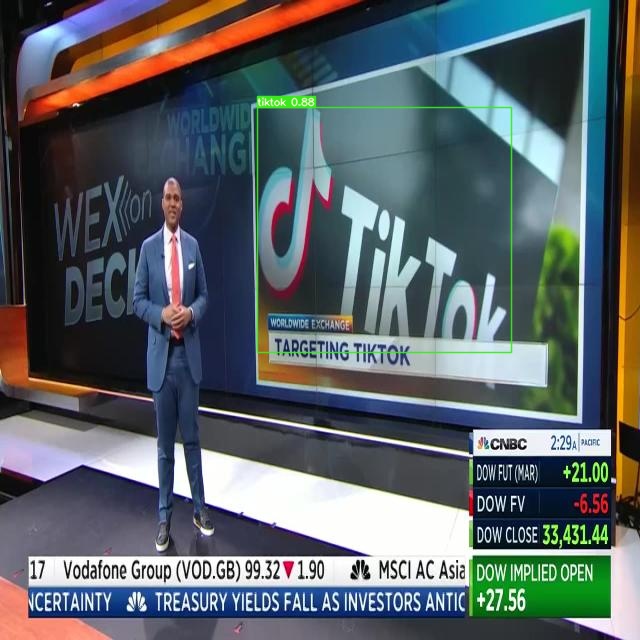 tiktok 0.88
WORLDWIDE
EXCHANGE
WEX on
DECK
TikTok
WORLDWIDE EXCHANGE
TARGETING TIKTOK
CNBC 2:29A PACIFIC
DOW FUT (MAR) +21.00
DOW FV -6.56
DOW CLOSE 33,431.44
17 Vodafone Group (VOD.GB) 99.32▼1.90 MSCI AC Asia
DOW IMPLIED OPEN
+27.56
NCERTAINTY TREASURY YIELDS FALL AS INVESTORS ANTIC